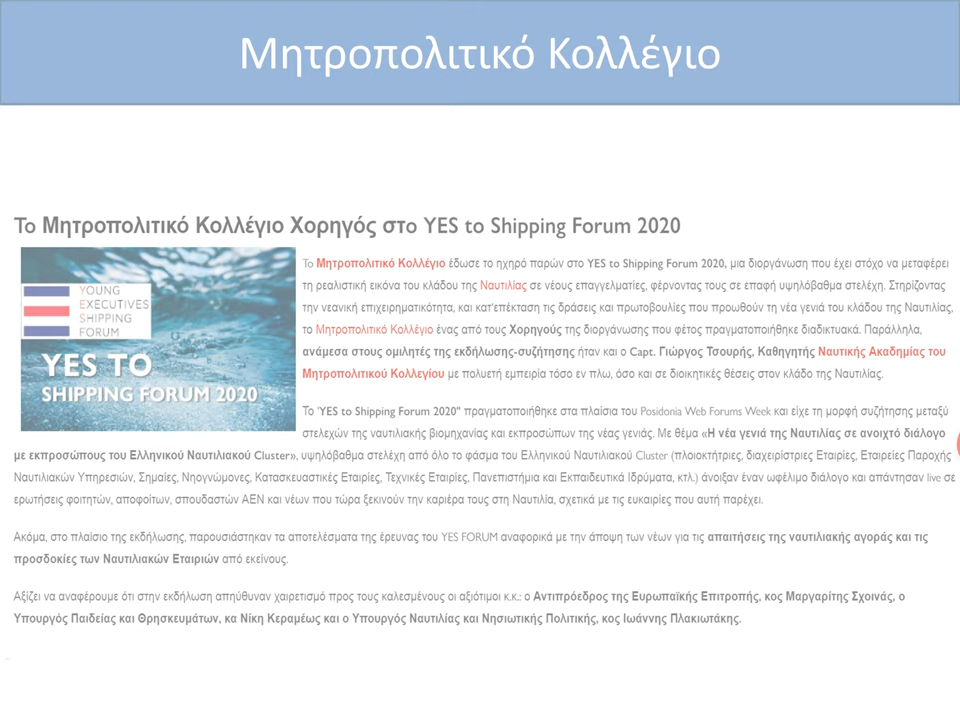 Μητροπολιτικό Κολλέγιο
Το Μητροπολιτικό Κολλέγιο Χορηγός στο YES to Shipping Forum 2020
YOUNG
EXECUTIVES
SHIPPING
FORUM
YES TO
SHIPPING FORUM 2020
Το Μητροπολιτικό Κολλέγιο έδωσε το ηχηρό παρών στο YES to Shipping Forum 2020, μια διοργάνωση που έχει στόχο να μεταφέρει
τη ρεαλιστική εικόνα του κλάδου της Ναυτιλίας σε νέους επαγγελματίες, φέρνοντας τους σε επαφή υψηλόβαθμα στελέχη. Στηρίζοντας
την νεανική επιχειρηματικότητα, και κατ'επέκταση τις δράσεις και πρωτοβουλίες που προωθούν τη νέα γενιά του κλάδου της Ναυτιλίας,
το Μητροπολιτικό Κολλέγιο ένας από τους Χορηγούς της διοργάνωσης που φέτος πραγματοποιήθηκε διαδικτυακά. Παράλληλα,
ανάμεσα στους ομιλητές της εκδήλωσης-συζήτησης ήταν και ο Capt. Γιώργος Τσουρής, Καθηγητής Ναυτικής Ακαδημίας του
Μητροπολιτικού Κολλεγίου με πολυετή εμπειρία τόσο εν πλω, όσο και σε διοικητικές θέσεις στον κλάδο της Ναυτιλίας.
Το 'YES to Shipping Forum 2020" πραγματοποιήθηκε στα πλαίσια του Posidonia Web Forums Week και είχε τη μορφή συζήτησης μεταξύ
στελεχών της ναυτιλιακής βιομηχανίας και εκπροσώπων της νέας γενιάς. Με θέμα «Η νέα γενιά της Ναυτιλίας σε ανοιχτό διάλογο
με εκπροσώπους του Ελληνικού Ναυτιλιακού Cluster», υψηλόβαθμα στελέχη από όλο το φάσμα του Ελληνικού Ναυτιλιακού Cluster (πλοιοκτήτριες, διαχειρίστριες Εταιρίες, Εταιρείες Παροχής
Ναυτιλιακών Υπηρεσιών, Σημαίες, Νηογνώμονες, Κατασκευαστικές Εταιρίες, Τεχνικές Εταιρίες, Πανεπιστήμια και Εκπαιδευτικά Ιδρύματα, κτλ.) άνοιξαν έναν ωφέλιμο διάλογο και απάντησαν live σε
ερωτήσεις φοιτητών, αποφοίτων, σπουδαστών ΑΕΝ και νέων που τώρα ξεκινούν την καριέρα τους στη Ναυτιλία, σχετικά με τις ευκαιρίες που αυτή παρέχει.
Ακόμα, στο πλαίσιο της εκδήλωσης, παρουσιάστηκαν τα αποτελέσματα της έρευνας του YES FORUM αναφορικά με την άποψη των νέων για τις απαιτήσεις της ναυτιλιακής αγοράς και τις
προσδοκίες των Ναυτιλιακών Εταιριών από εκείνους.
Αξίζει να αναφέρουμε ότι στην εκδήλωση απηύθυναν χαιρετισμό προς τους καλεσμένους οι αξιότιμοι κ.κ.: ο Αντιπρόεδρος της Ευρωπαϊκής Επιτροπής, κος Μαργαρίτης Σχοινάς, ο
Υπουργός Παιδείας και Θρησκευμάτων, κα Νίκη Κεραμέως και ο Υπουργός Ναυτιλίας και Νησιωτικής Πολιτικής, κος Ιωάννης Πλακιωτάκης.